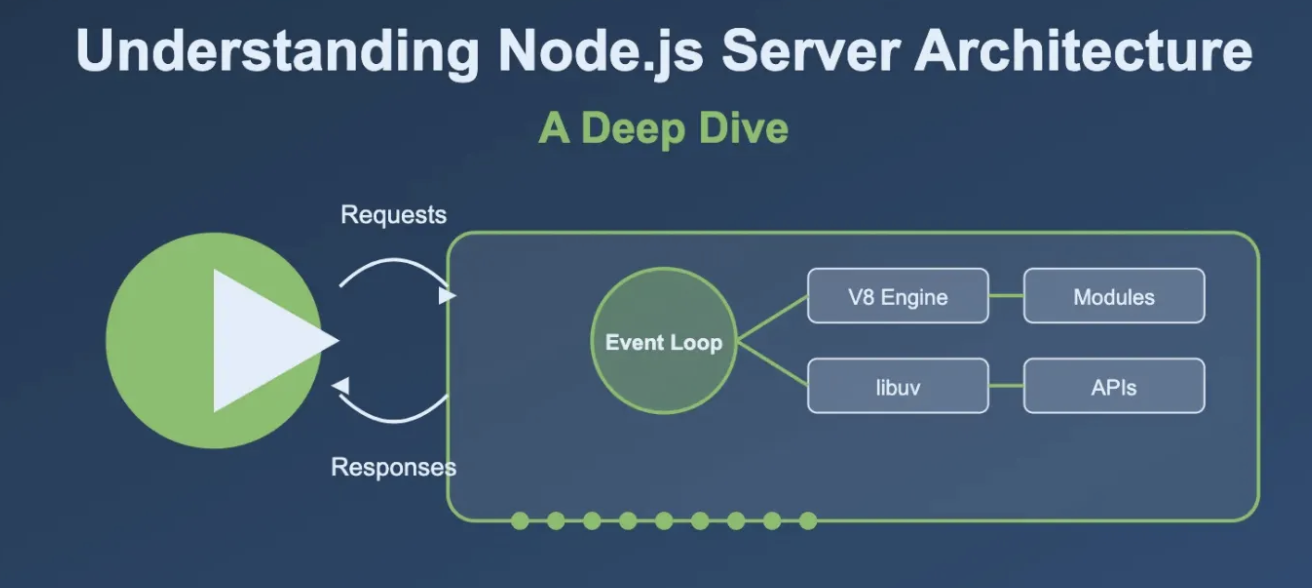 Understanding Node.js Server Architecture
A Deep Dive
Requests
Event Loop
V8 Engine
Modules
libuv
APIs
Responses